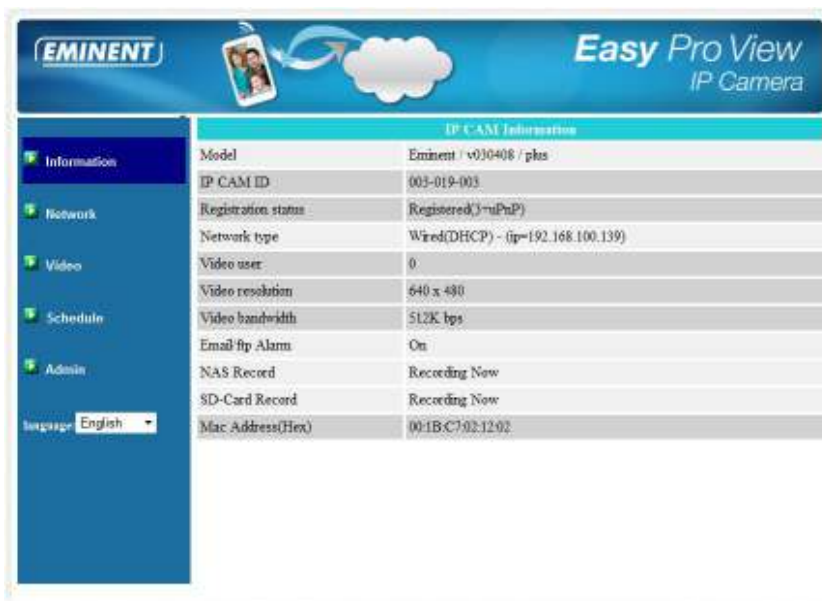 EMINENT
Easy Pro View
IP Camera
Information
Network
Video
Schedule
Admin
language English
IP CAM Information
Model Eminent / v030408 / plus
IP CAM ID 003-019-003
Registration status Registered(3=uPnP)
Network type Wired(DHCP) - (ip=192.168.100.139)
Video user 0
Video resolution 640 x 480
Video bandwidth 512K bps
Email/ftp Alarm On
NAS Record Recording Now
SD-Card Record Recording Now
Mac Address(Hex) 00:1B:C7:02:12:02